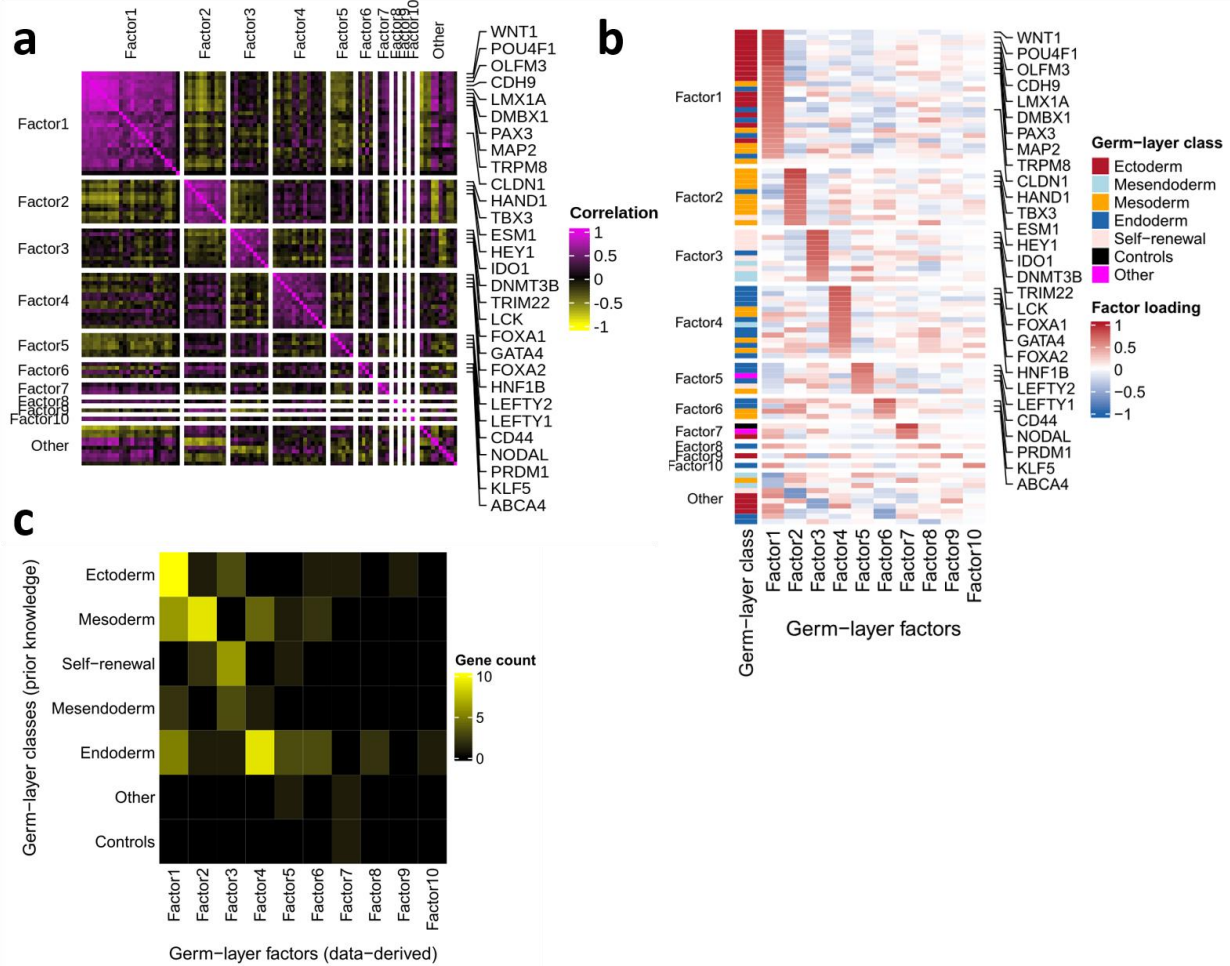 a
Factor1
Factor2
Factor3
Factor4
Factor5
Factor6
Factor7
Factor8
Factor9
Factor10
Other
Factor1
Factor2
Factor3
Factor4
Factor5
Factor6
Factor7
Factor8
Factor9
Factor10
Other
WNT1
POU4F1
OLFM3
CDH9
LMX1A
DMBX1
PAX3
MAP2
TRPM8
CLDN1
HAND1
TBX3
ESM1
HEY1
IDO1
DNMT3B
TRIM22
LCK
FOXA1
GATA4
FOXA2
HNF1B
LEFTY2
LEFTY1
CD44
NODAL
PRDM1
KLF5
ABCA4
Correlation
1
0.5
0
-0.5
-1
b
Factor1
Factor2
Factor3
Factor4
Factor5
Factor6
Factor7
Factor8
Factor9
Factor10
Other
WNT1
POU4F1
OLFM3
CDH9
LMX1A
DMBX1
PAX3
MAP2
TRPM8
CLDN1
HAND1
TBX3
ESM1
HEY1
IDO1
DNMT3B
TRIM22
LCK
FOXA1
GATA4
FOXA2
HNF1B
LEFTY2
LEFTY1
CD44
NODAL
PRDM1
KLF5
ABCA4
Germ-layer class
Factor1
Factor2
Factor3
Factor4
Factor5
Factor6
Factor7
Factor8
Factor9
Factor10
Germ-layer factors
Germ-layer class
Ectoderm
Mesendoderm
Mesoderm
Endoderm
Self-renewal
Controls
Other
Factor loading
1
0.5
0
-0.5
-1
c
Germ-layer classes (prior knowledge)
Ectoderm
Mesoderm
Self-renewal
Mesendoderm
Endoderm
Other
Controls
Factor1
Factor2
Factor3
Factor4
Factor5
Factor6
Factor7
Factor8
Factor9
Factor10
Germ-layer factors (data-derived)
Gene count
10
5
0